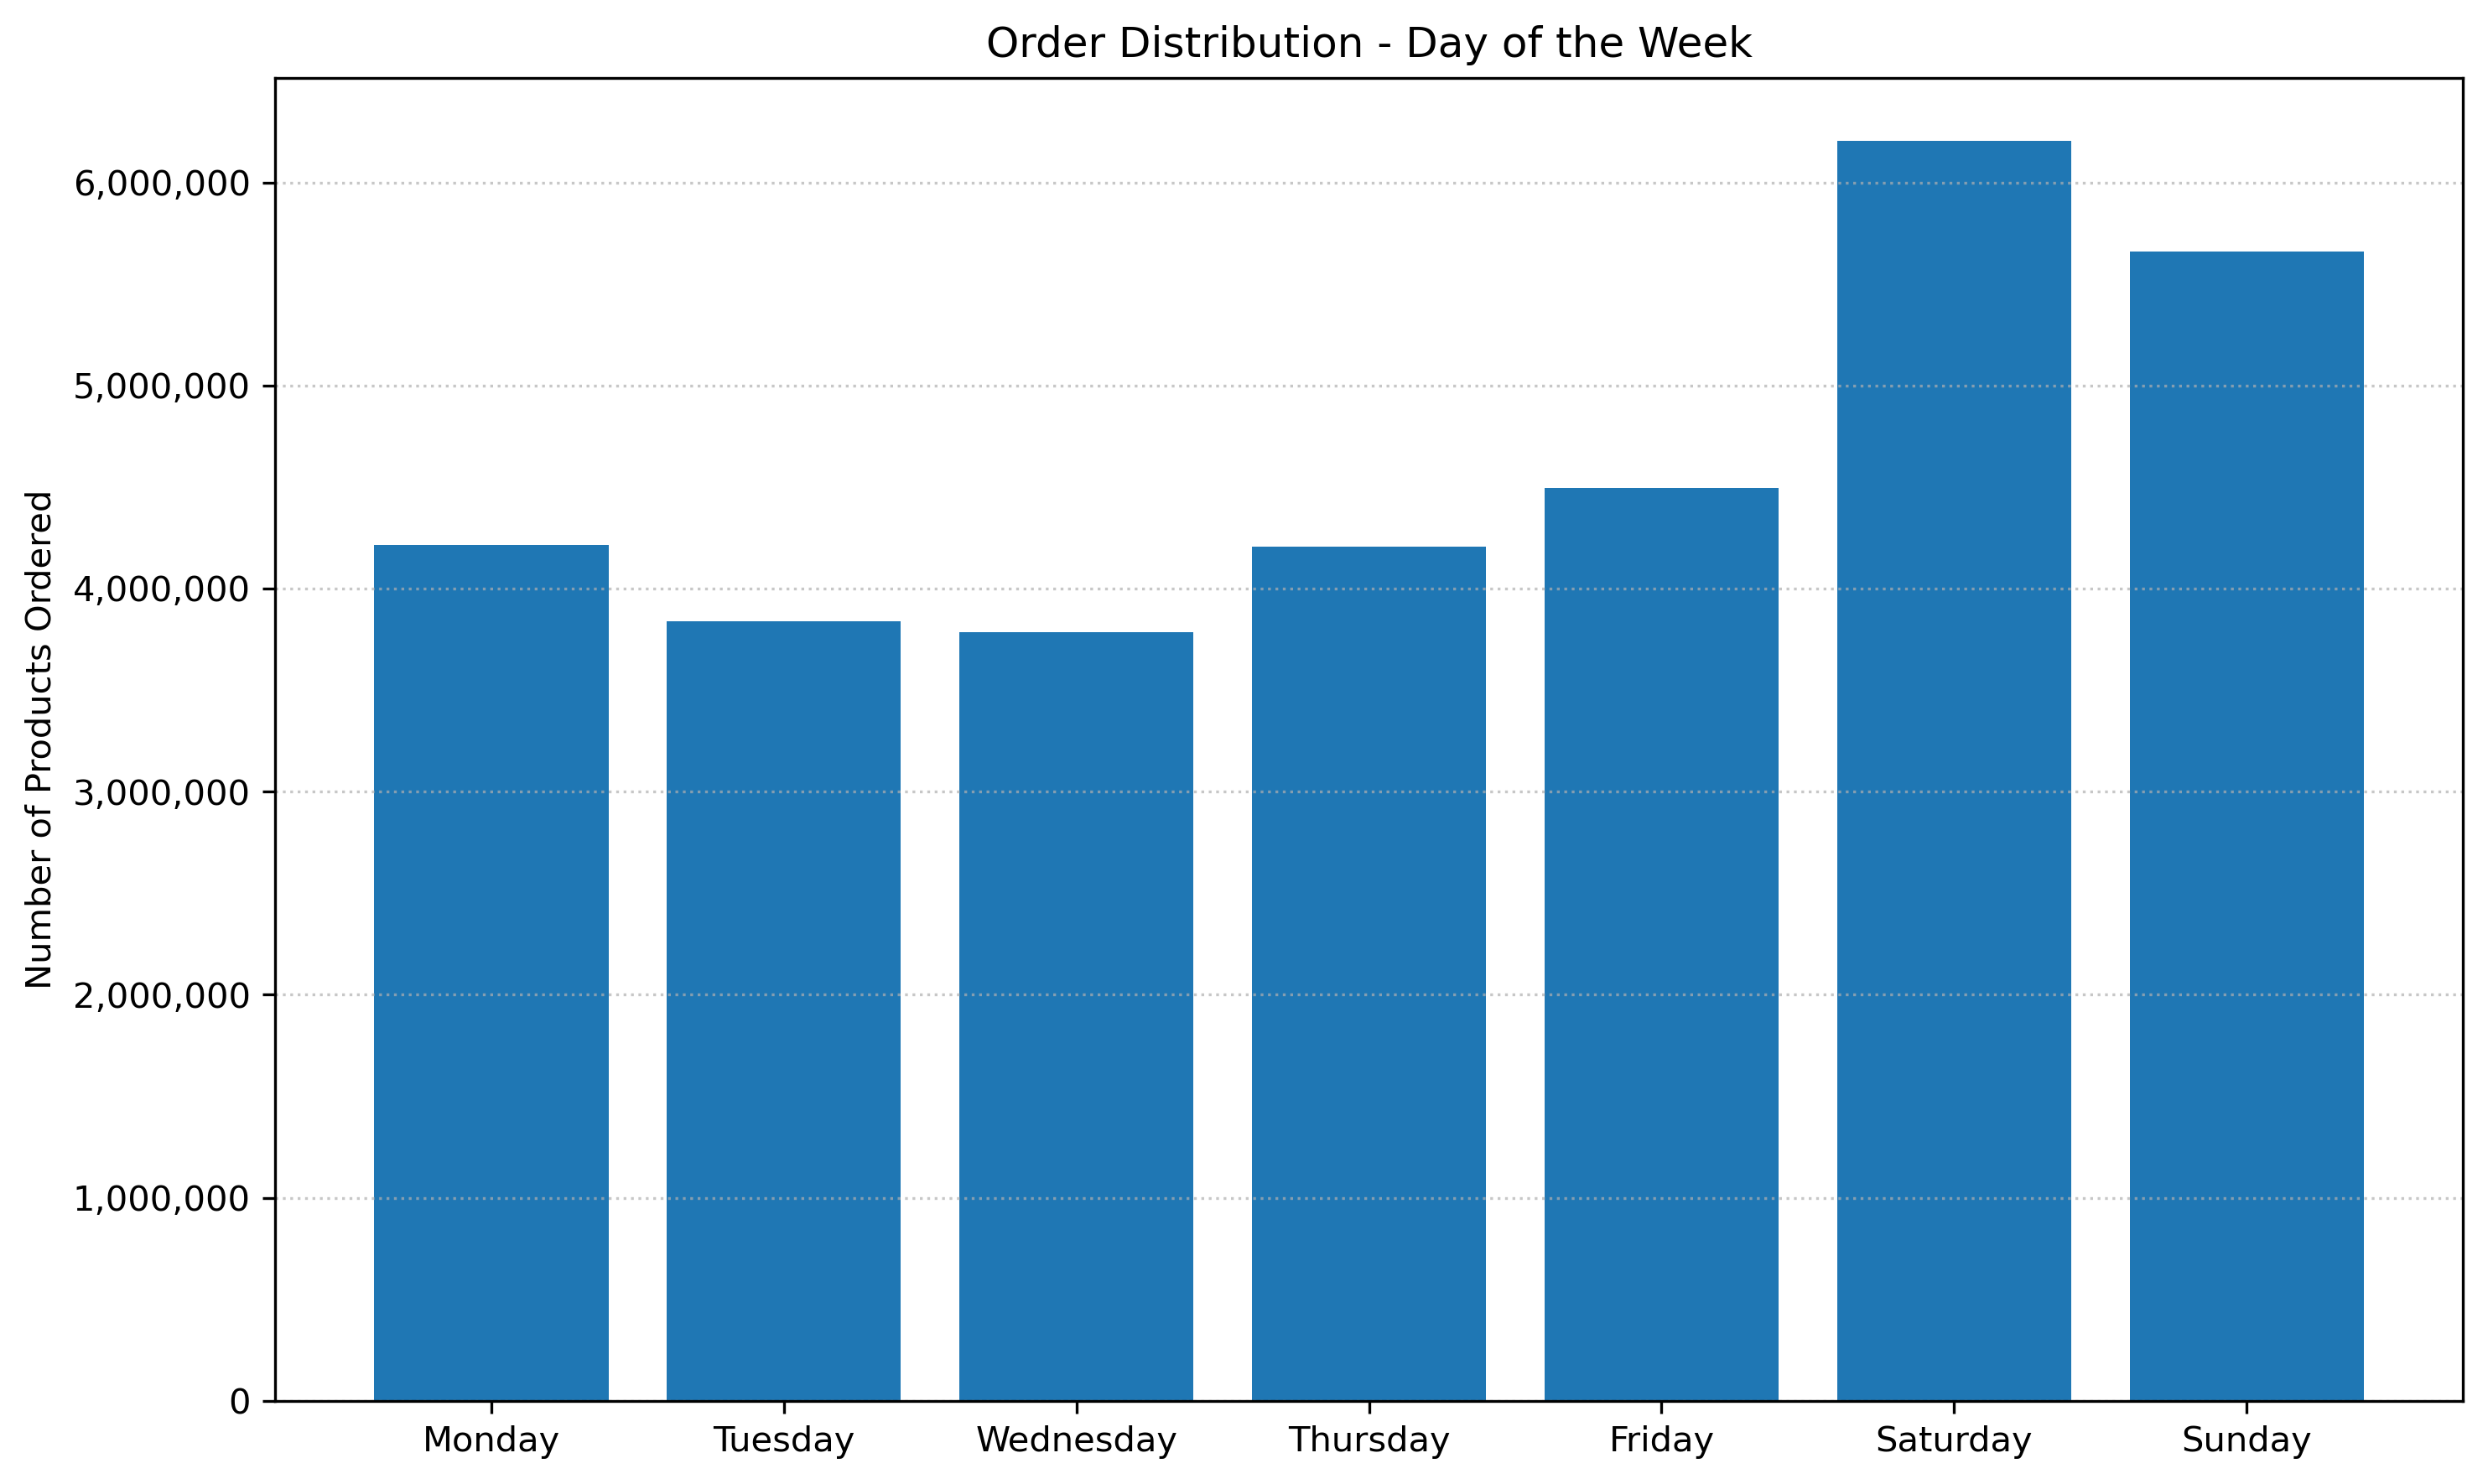 Order Distribution - Day of the Week
Number of Products Ordered
6,000,000
5,000,000
4,000,000
3,000,000
2,000,000
1,000,000
0
Monday Tuesday Wednesday Thursday Friday Saturday Sunday